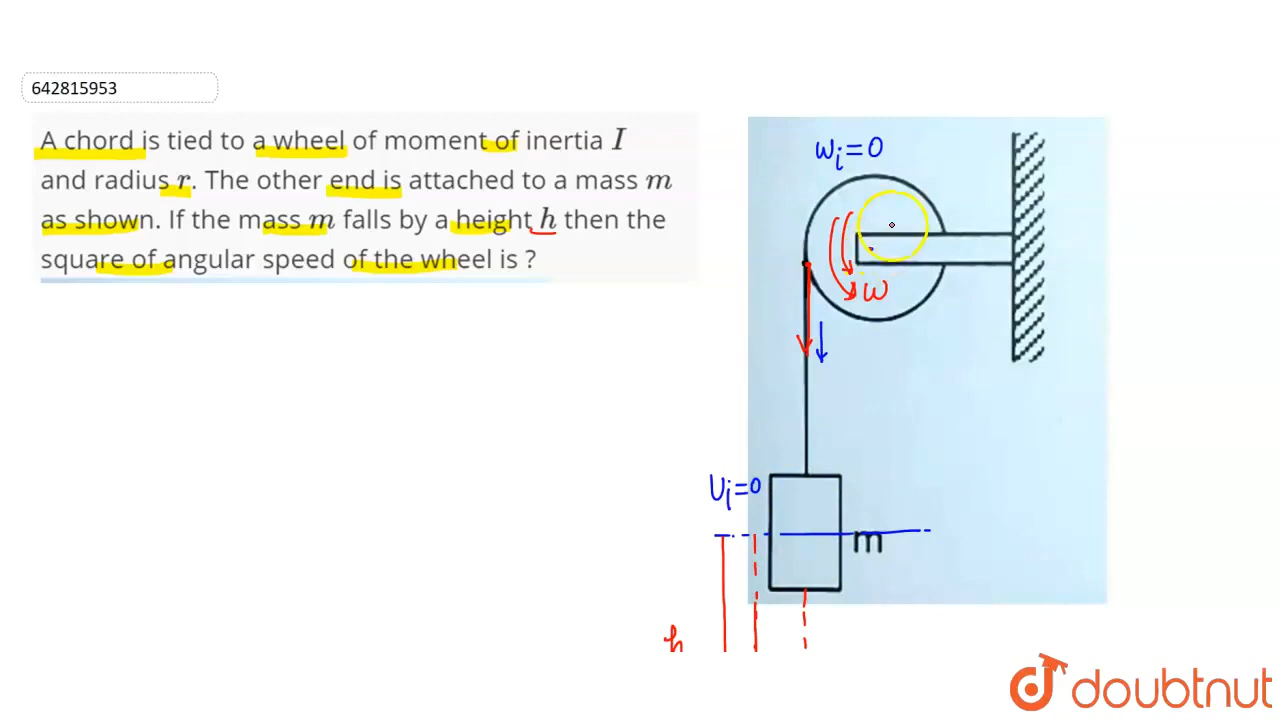 642815953
A chord is tied to a wheel of moment of inertia I
and radius r. The other end is attached to a mass m
as shown. If the mass m falls by a height h then the
square of angular speed of the wheel is ?
ωi=0
ω
Ui=0
m
h
doubtnut